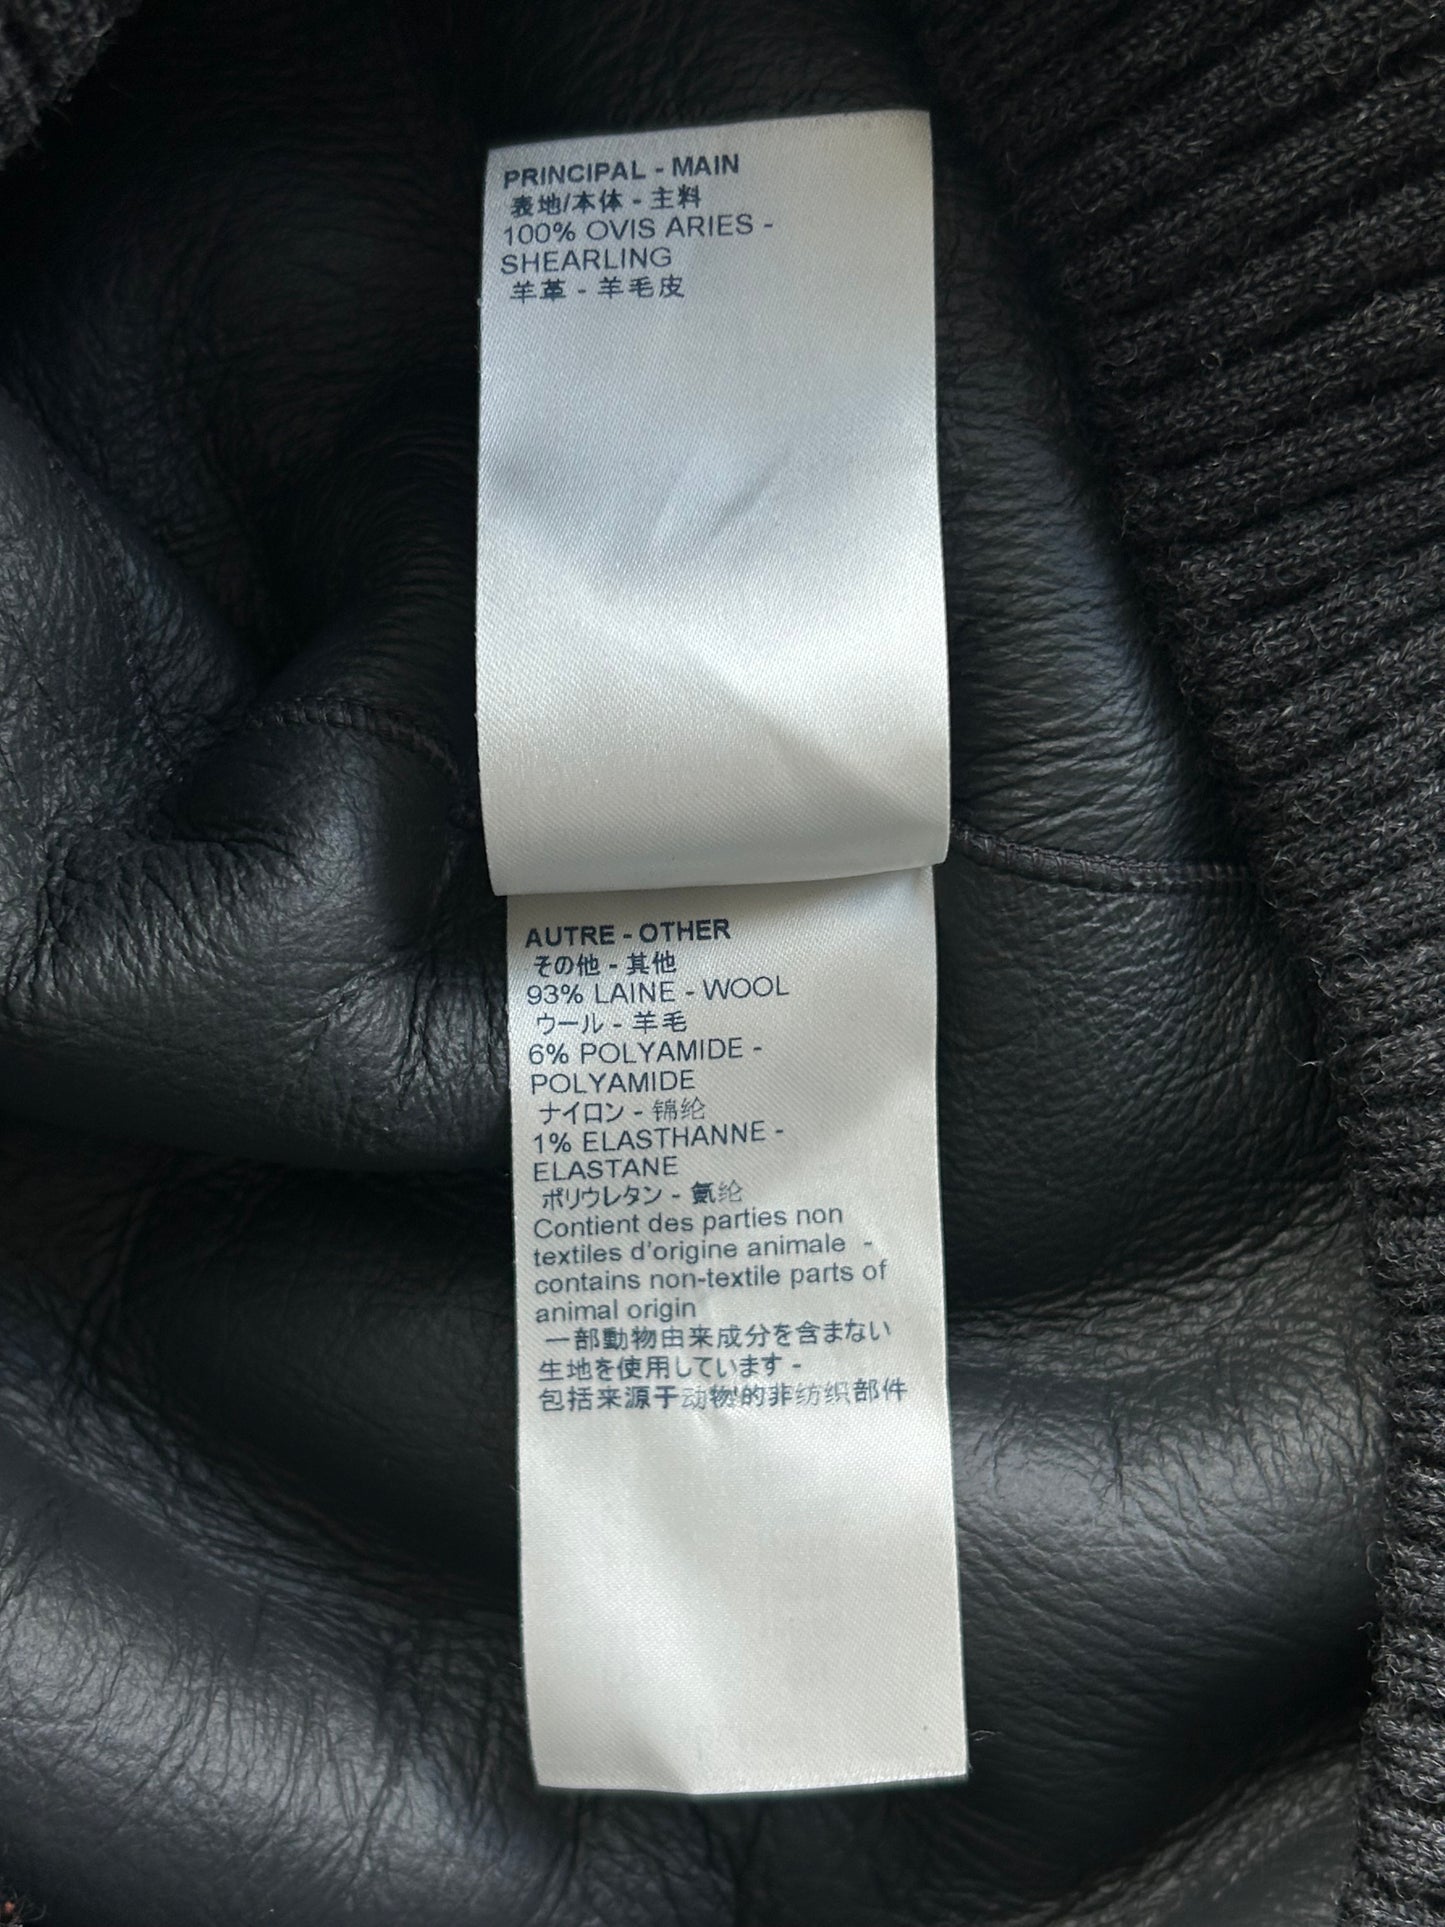 PRINCIPAL - MAIN
表地/本体 - 主料
100% OVIS ARIES -
SHEARLING
羊革 - 羊毛皮
AUTRE - OTHER
その他 - 其他
93% LAINE - WOOL
ウール - 羊毛
6% POLYAMIDE -
POLYAMIDE
ナイロン - 锦纶
1% ELASTHANNE -
ELASTANE
ポリウレタン - 氨纶
Contient des parties non
textiles d'origine animale -
contains non-textile parts of
animal origin
一部動物由来成分を含まない
生地を使用しています -
包括来源于动物的非纺织部件